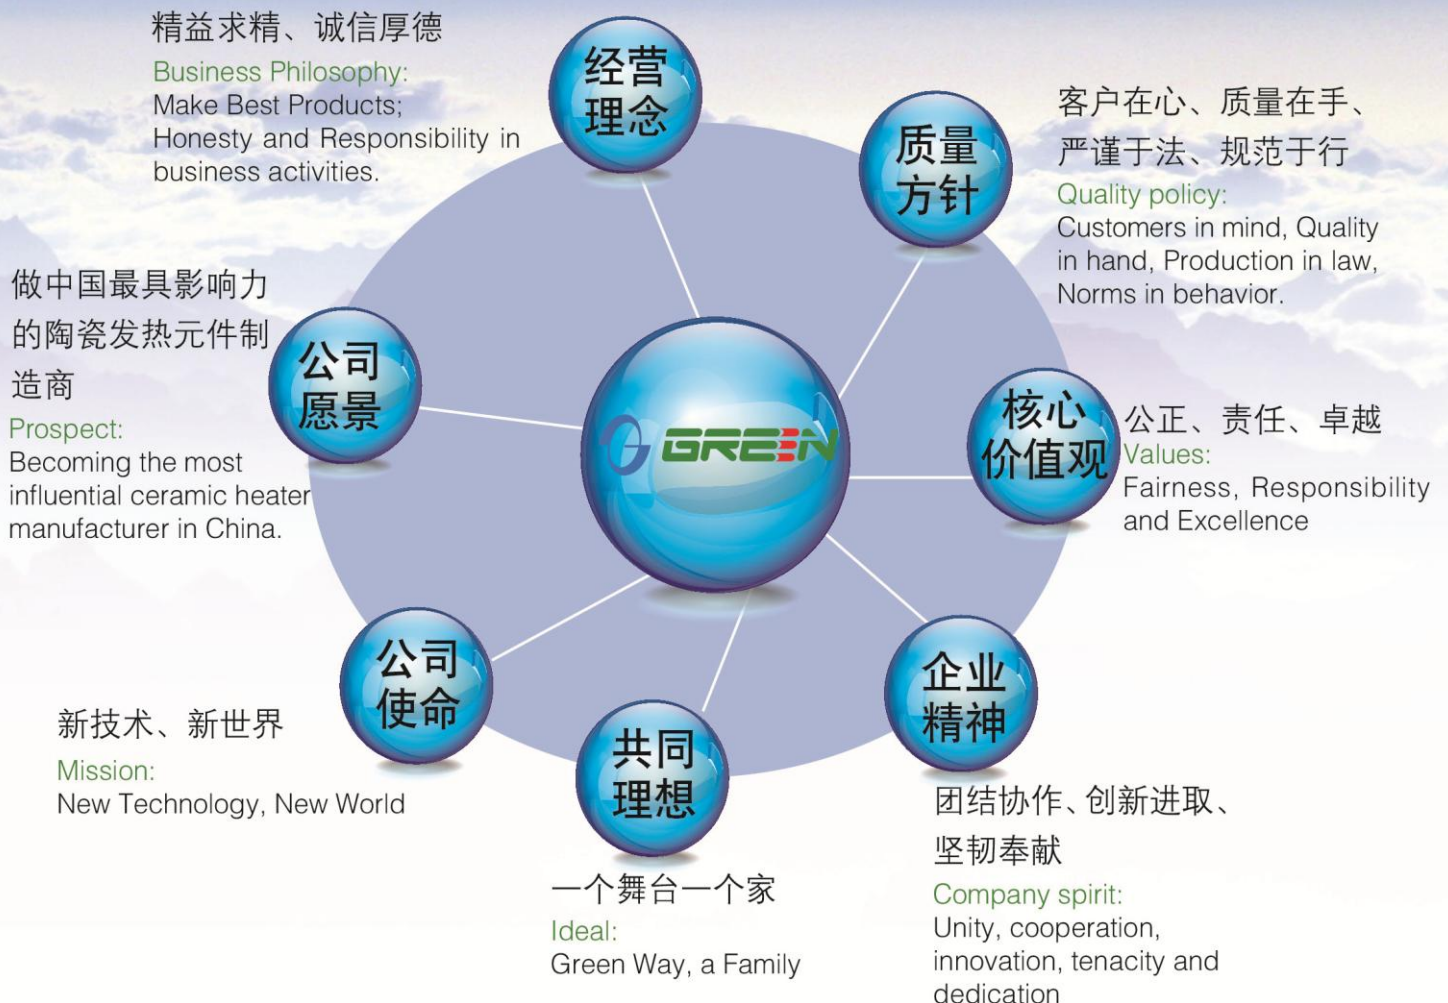 精益求精、诚信厚德
Business Philosophy:
Make Best Products;
Honesty and Responsibility in
business activities.
经营
理念
质量
方针
客户在心、质量在手、
严谨于法、规范于行
Quality policy:
Customers in mind, Quality
in hand, Production in law,
Norms in behavior.
做中国最具影响力
的陶瓷发热元件制
造商
Prospect:
Becoming the most
influential ceramic heater
manufacturer in China.
公司
愿景
GREEN
核心
价值观
公正、责任、卓越
Values:
Fairness, Responsibility
and Excellence
新技术、新世界
Mission:
New Technology, New World
公司
使命
共同
理想
一个舞台一个家
Ideal:
Green Way, a Family
企业
精神
团结协作、创新进取、
坚韧奉献
Company spirit:
Unity, cooperation,
innovation, tenacity and
dedication